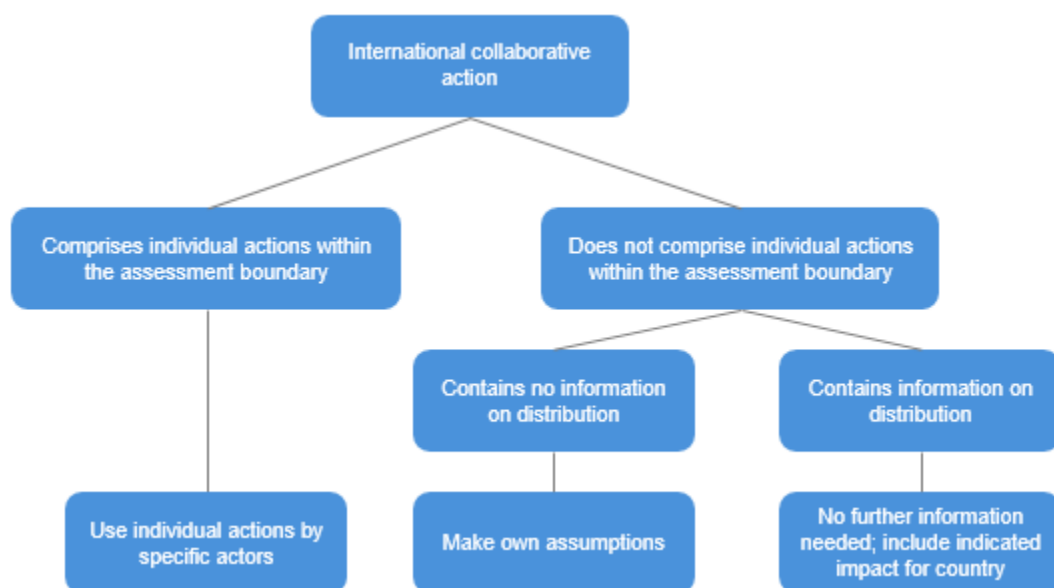 International collaborative
action
Comprises individual actions within
the assessment boundary
Does not comprise individual actions
within the assessment boundary
Contains no information
on distribution
Contains information on
distribution
Use individual actions by
specific actors
Make own assumptions
No further information
needed; include indicated
impact for country